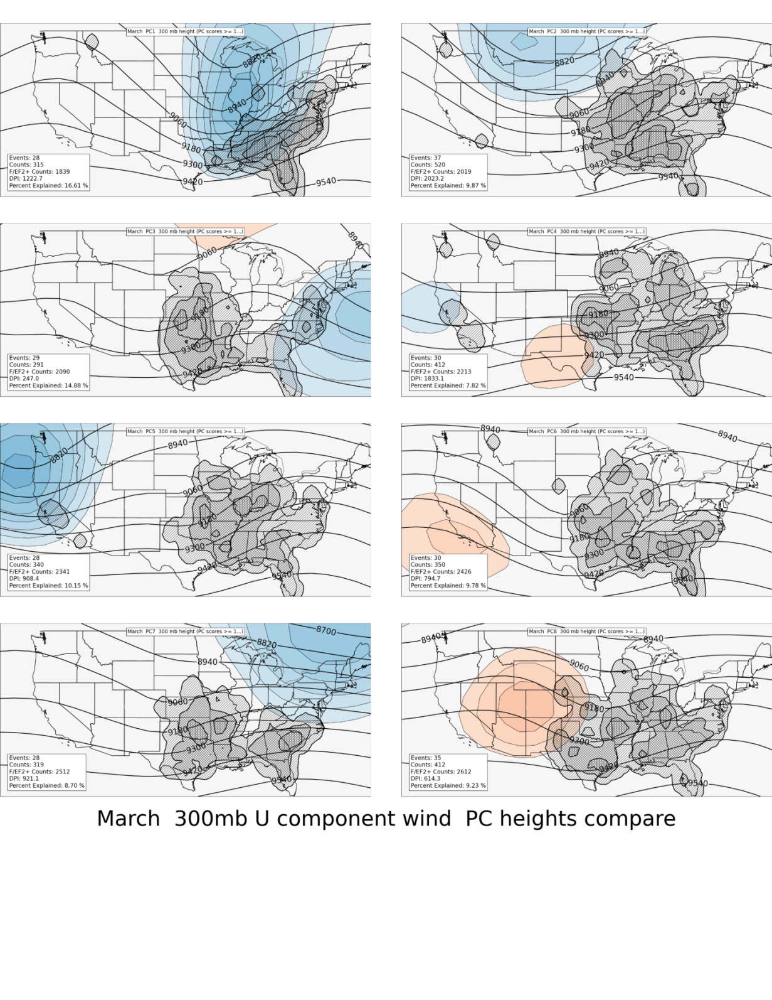 March  PC1  300 mb height (PC scores >= 1...)
8820
8940
9060
9180
9300
9420
9540
Events: 28
Counts: 315
F/EF2+ Counts: 1839
DPI: 1222.7
Percent Explained: 16.61 %
March  PC2  300 mb height (PC scores >= 1...)
8820
8940
9060
9180
9300
9420
9540
Events: 37
Counts: 520
F/EF2+ Counts: 2019
DPI: 2023.2
Percent Explained: 9.87 %
March  PC3  300 mb height (PC scores >= 1...)
8940
9060
9180
9300
9420
Events: 29
Counts: 291
F/EF2+ Counts: 2090
DPI: 247.0
Percent Explained: 14.88 %
March  PC4  300 mb height (PC scores >= 1...)
8940
9060
9180
9300
9420
9540
Events: 30
Counts: 412
F/EF2+ Counts: 2213
DPI: 1833.1
Percent Explained: 7.82 %
March  PC5  300 mb height (PC scores >= 1...)
8820
8940
9060
9180
9300
9420
9540
Events: 28
Counts: 340
F/EF2+ Counts: 2341
DPI: 908.4
Percent Explained: 10.15 %
March  PC6  300 mb height (PC scores >= 1...)
8940
8940
9060
9180
9300
9420
9540
Events: 30
Counts: 350
F/EF2+ Counts: 2426
DPI: 794.7
Percent Explained: 9.78 %
March  PC7  300 mb height (PC scores >= 1...)
8700
8820
8940
9060
9180
9300
9420
9540
Events: 28
Counts: 319
F/EF2+ Counts: 2512
DPI: 921.1
Percent Explained: 8.70 %
March  PC8  300 mb height (PC scores >= 1...)
8940
8940
9060
9180
9300
9420
9540
Events: 35
Counts: 412
F/EF2+ Counts: 2612
DPI: 614.3
Percent Explained: 9.23 %
March  300mb U component wind  PC heights compare